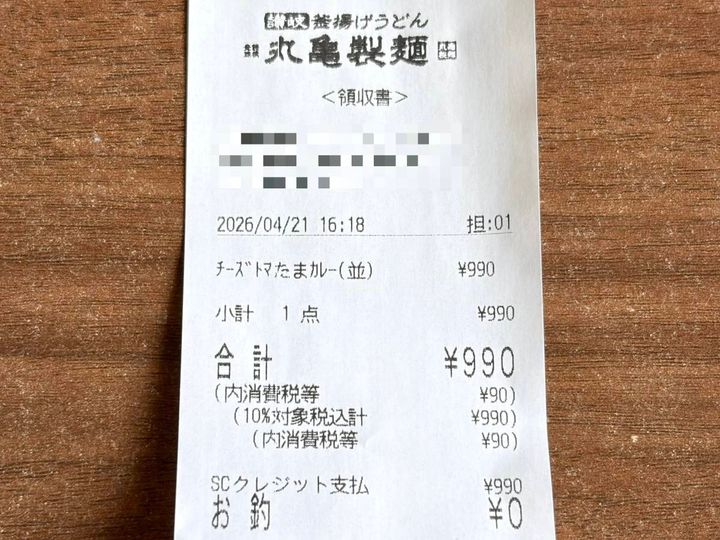 讃岐 釜揚げうどん
丸亀製麺
<領収書>
2026/04/21 16:18 担:01
ﾁｰｽﾞﾄﾏたまｶﾚｰ(並) ¥990
小計 1 点 ¥990
合計 ¥990
(内消費税等 ¥90)
(10%対象税込計 ¥990)
(内消費税等 ¥90)
SCクレジット支払 ¥990
お釣 ¥0